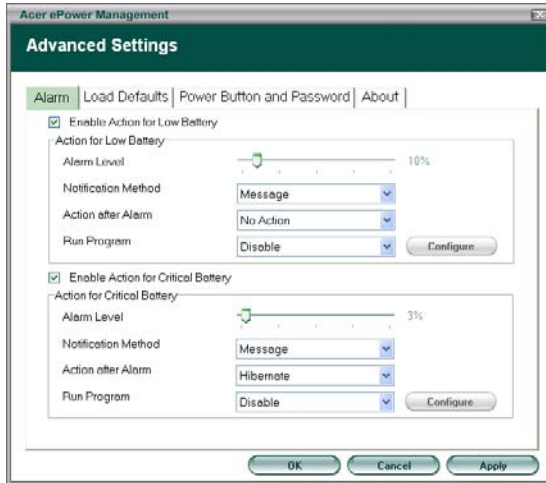 Acer ePower Management
Advanced Settings
Alarm Load Defaults Power Button and Password About
Enable Action for Low Battery
Action for Low Battery
Alarm Level 10%
Notification Method Message
Action after Alarm No Action
Run Program Disable Configure
Enable Action for Critical Battery
Action for Critical Battery
Alarm Level 3%
Notification Method Message
Action after Alarm Hibernate
Run Program Disable Configure
OK Cancel Apply